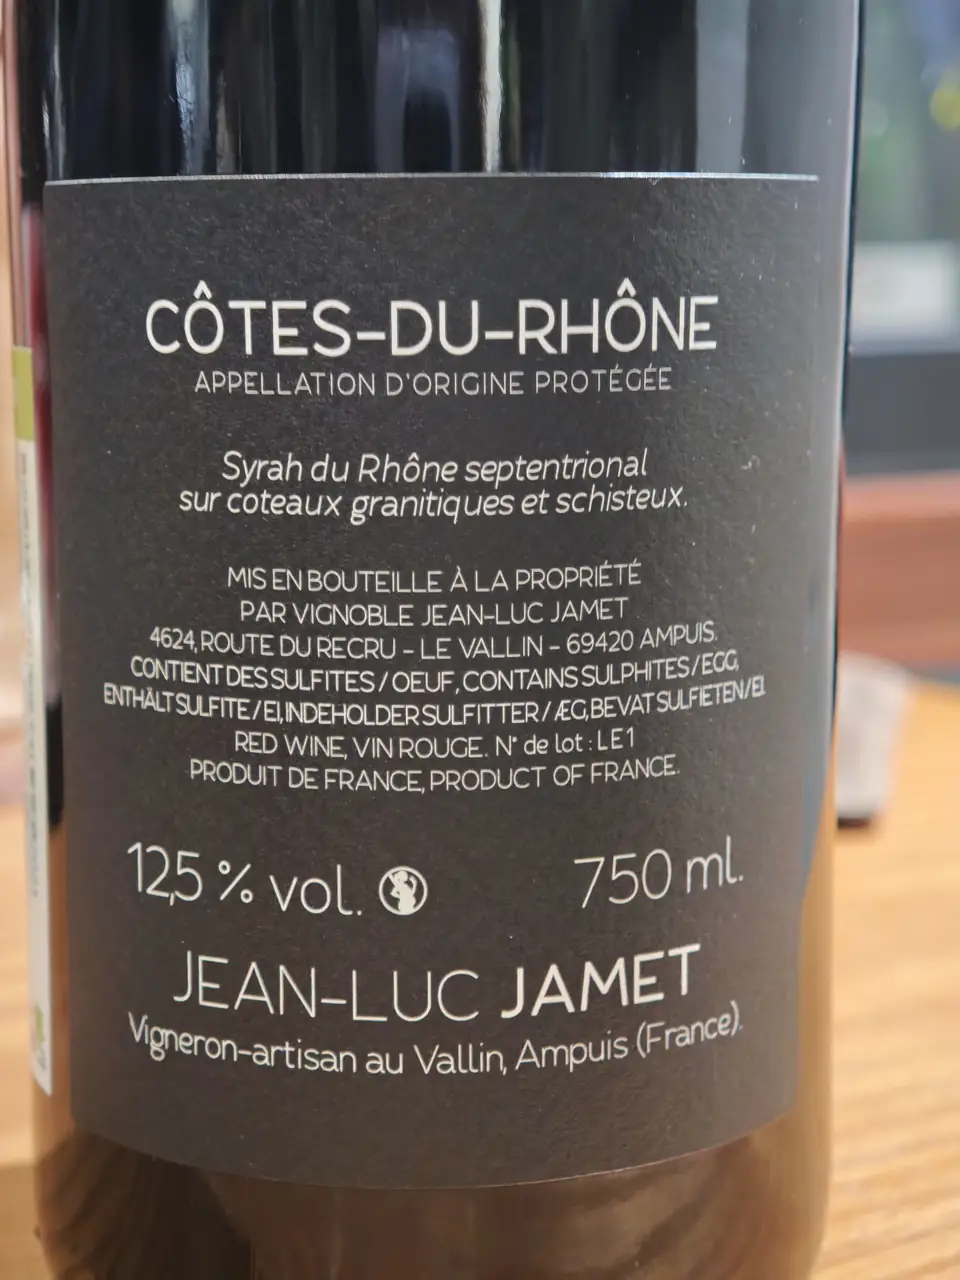 CÔTES-DU-RHÔNE
APPELLATION D'ORIGINE PROTÉGÉE
Syrah du Rhône septentrional
sur coteaux granitiques et schisteux.
MIS EN BOUTEILLE À LA PROPRIÉTÉ
PAR VIGNOBLE JEAN-LUC JAMET
4624, ROUTE DU RECRU - LE VALLIN - 69420 AMPUIS.
CONTIENT DES SULFITES / OEUF, CONTAINS SULPHITES / EGG,
ENTHÄLT SULFITE / EI, INDEHOLDER SULFITTER / ÆG, BEVAT SULFIETEN / EI.
RED WINE, VIN ROUGE. N° de lot : LE1
PRODUIT DE FRANCE, PRODUCT OF FRANCE.
12,5 % vol. 750 ml.
JEAN-LUC JAMET
Vigneron-artisan au Vallin, Ampuis (France).